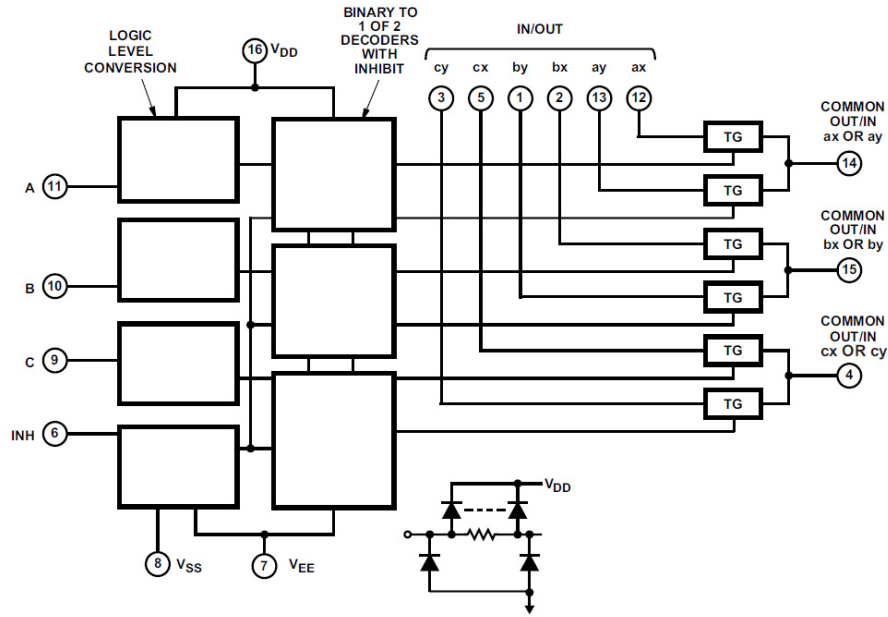 LOGIC
LEVEL
CONVERSION
16 VDD
BINARY TO
1 OF 2
DECODERS
WITH
INHIBIT
IN/OUT
cy cx by bx ay ax
3 5 1 2 13 12
TG
COMMON
OUT/IN
ax OR ay
14
A 11
TG
TG
COMMON
OUT/IN
bx OR by
15
B 10
TG
TG
COMMON
OUT/IN
cx OR cy
4
C 9
TG
INH 6
VDD
8 VSS
7 VEE